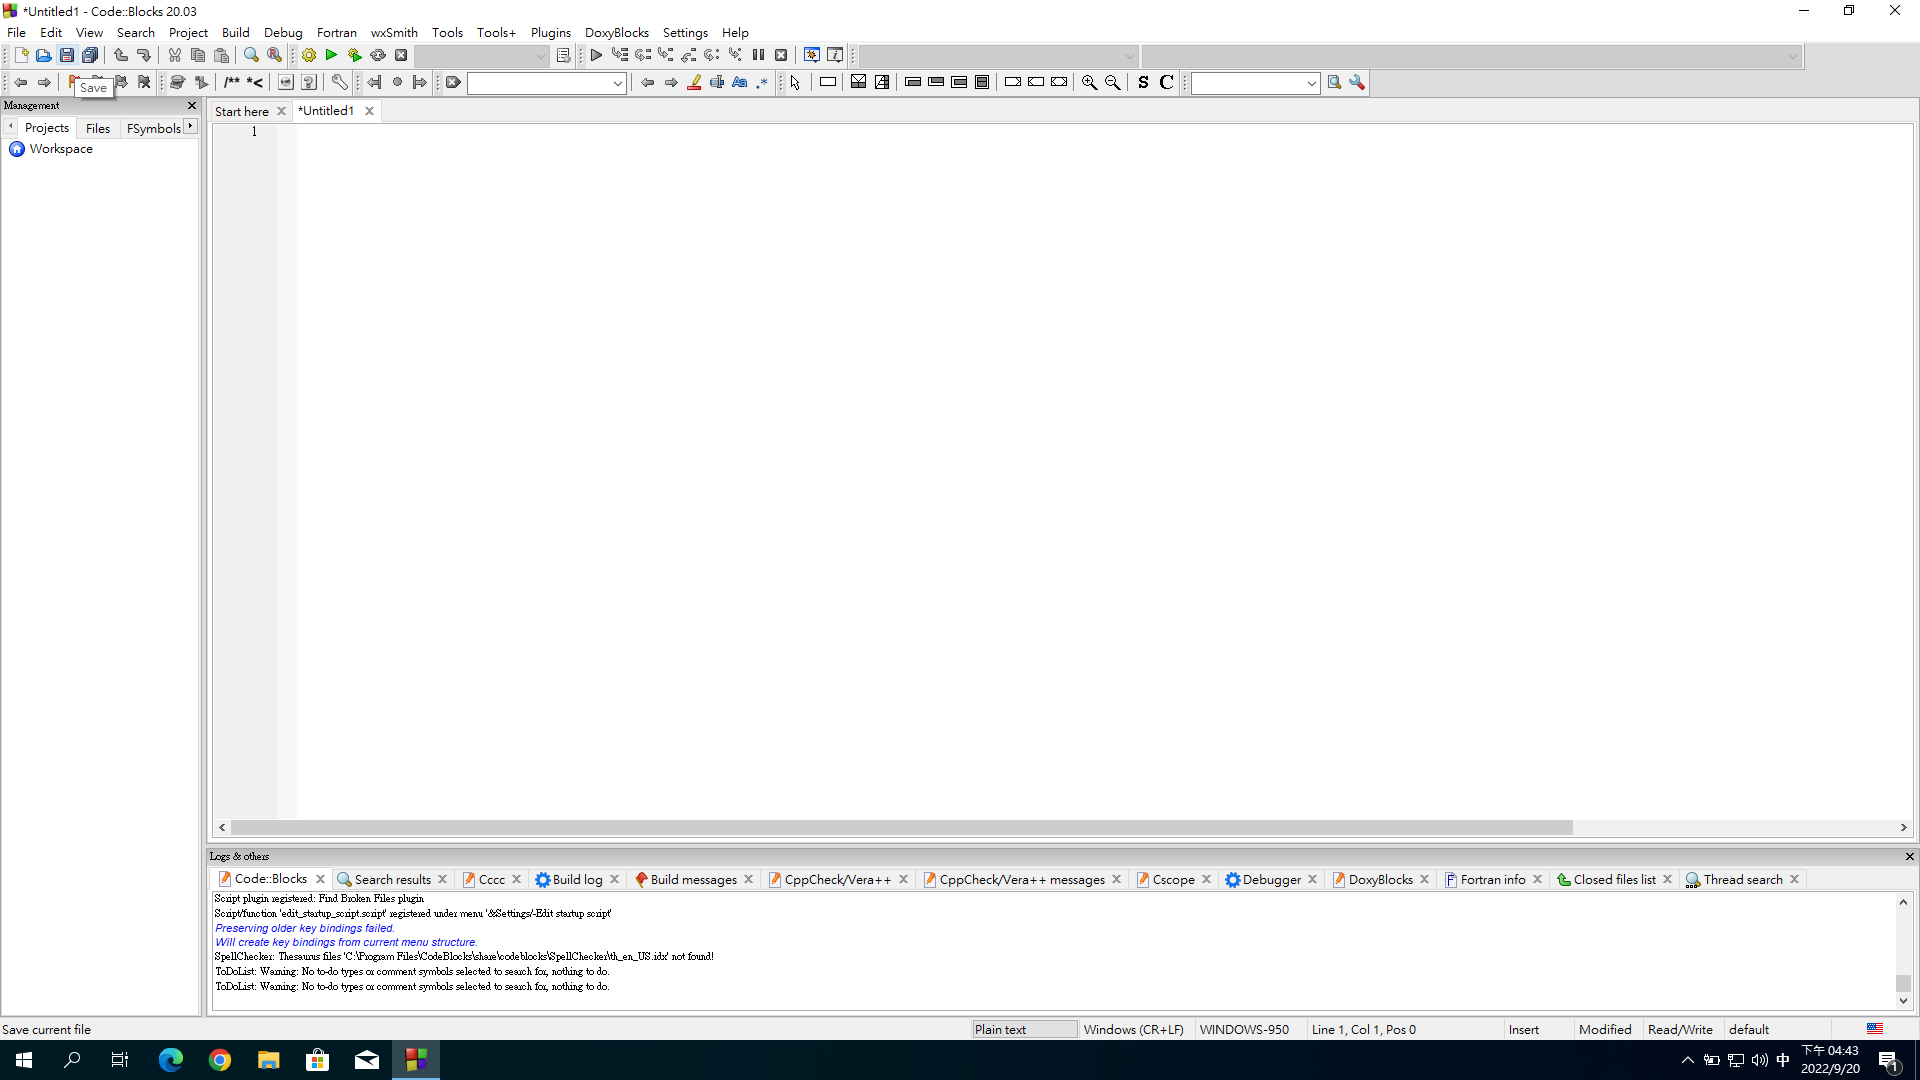 *Untitled1 - Code::Blocks 20.03
File Edit View Search Project Build Debug Fortran wxSmith Tools Tools+ Plugins DoxyBlocks Settings Help
/** *<
Aa .*
S C
Save
Management
Projects Files FSymbols
Workspace
Start here *Untitled1
1
Logs & others
Code::Blocks Search results Cccc Build log Build messages CppCheck/Vera++ CppCheck/Vera++ messages Cscope Debugger DoxyBlocks Fortran info Closed files list Thread search
Script plugin registered: Find Broken Files plugin
Script/function 'edit_startup_script.script' registered under menu '&Settings/-Edit startup script'
Preserving older key bindings failed.
Will create key bindings from current menu structure.
SpellChecker: Thesaurus files 'C:\Program Files\CodeBlocks\share\codeblocks\SpellChecker\th_en_US.idx' not found!
ToDoList: Warning: No to-do types or comment symbols selected to search for, nothing to do.
ToDoList: Warning: No to-do types or comment symbols selected to search for, nothing to do.
Save current file Plain text Windows (CR+LF) WINDOWS-950 Line 1, Col 1, Pos 0 Insert Modified Read/Write default
中 下午 04:43
2022/9/20
1